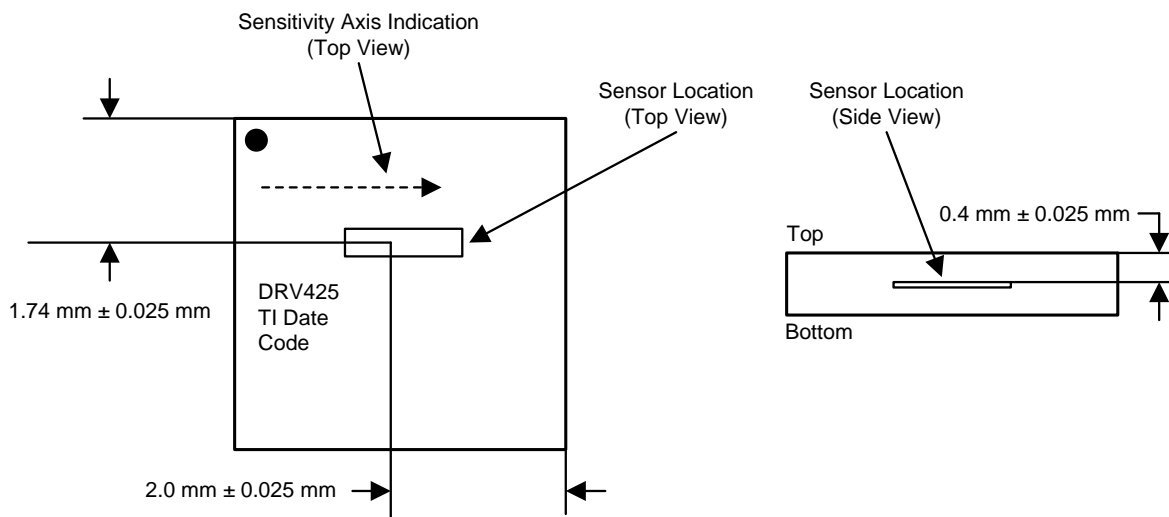 Sensitivity Axis Indication
(Top View)
Sensor Location
(Top View)
Sensor Location
(Side View)
0.4 mm ± 0.025 mm
Top
1.74 mm ± 0.025 mm
DRV425
TI Date
Code
Bottom
2.0 mm ± 0.025 mm